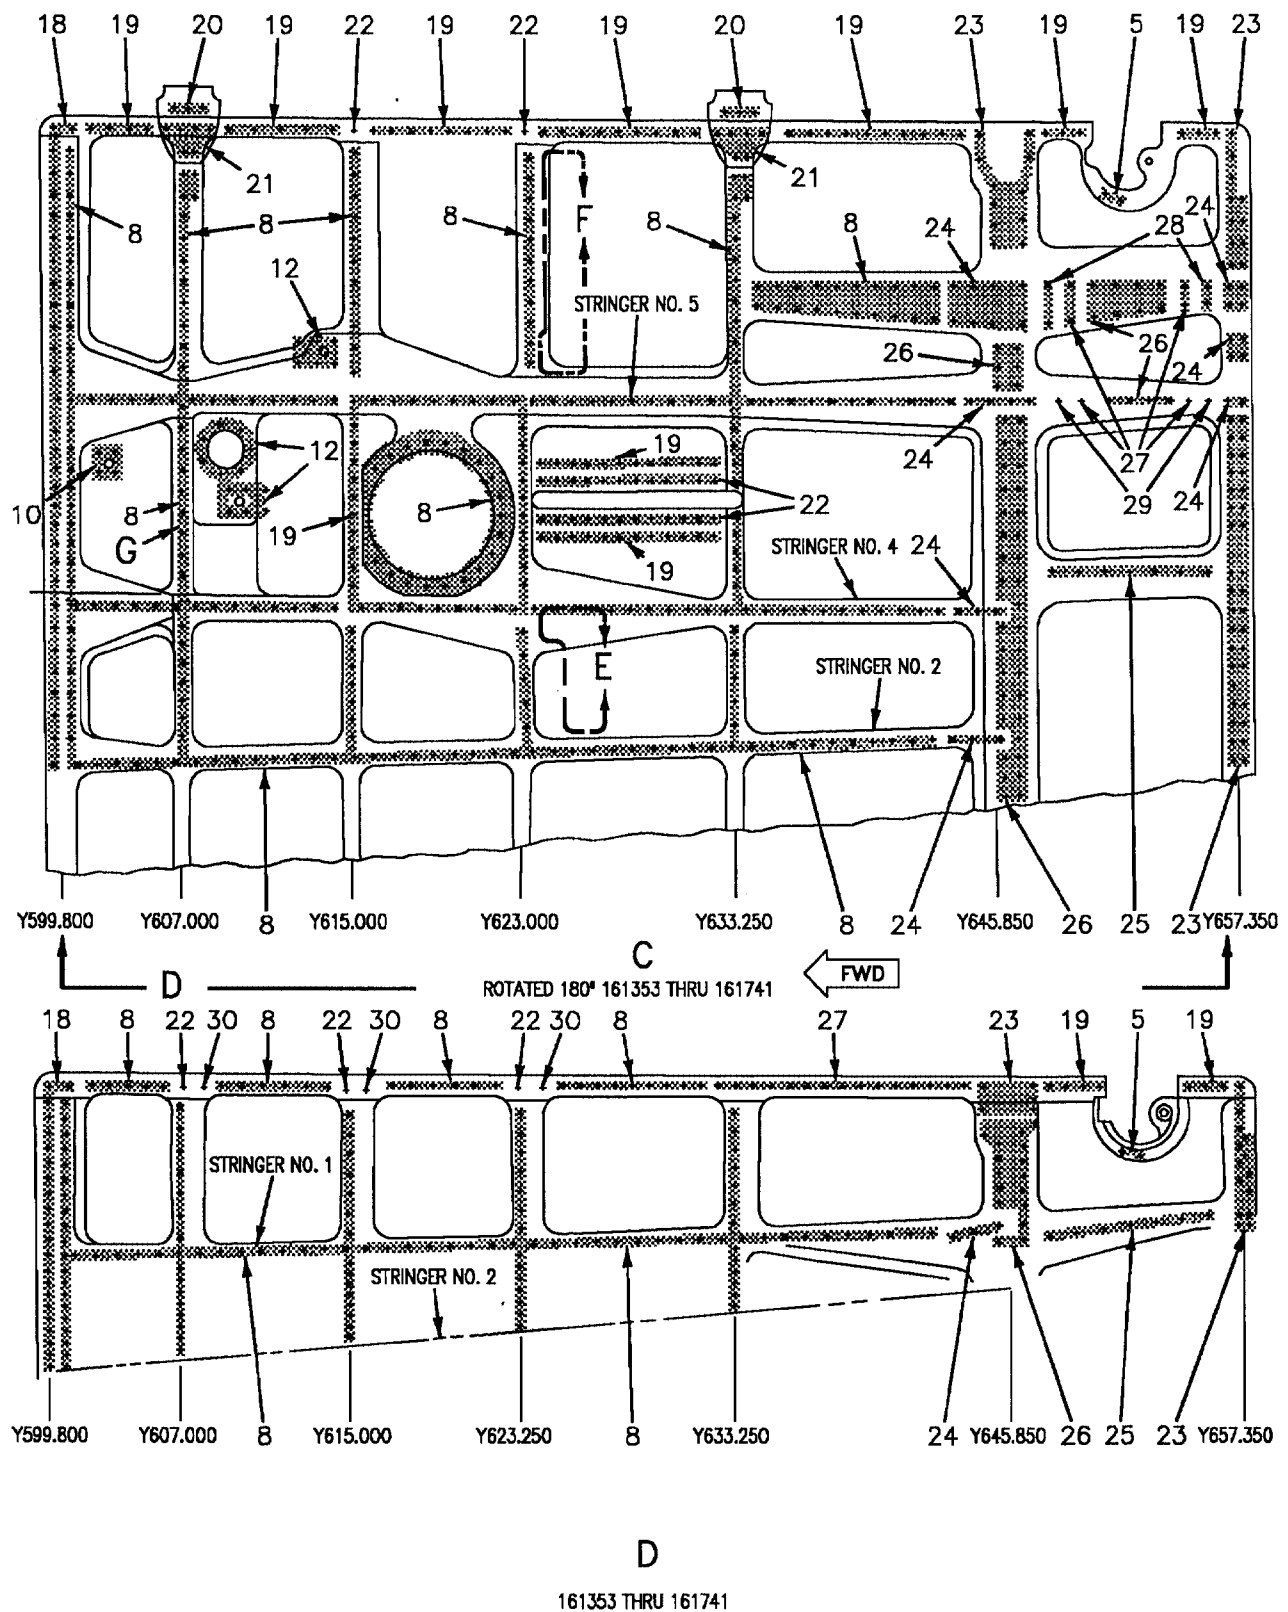 18 19 20 19 22 19 22 19 20 19 23 19 5 19 23
21 21
8 8 8 8 8 24 28 24
F
12
STRINGER NO. 5
26 26 24
12 19 24 27
10 8 8 22 29 24
G 19
19 STRINGER NO. 4 24
E STRINGER NO. 2
Y599.800 Y607.000 8 Y615.000 Y623.000 Y633.250 8 24 Y645.850 26 25 23 Y657.350
C
D FWD
ROTATED 180° 161353 THRU 161741
18 8 22 30 8 22 30 8 22 30 8 27 23 19 5 19
STRINGER NO. 1
STRINGER NO. 2
Y599.800 Y607.000 8 Y615.000 Y623.250 8 Y633.250 24 Y645.850 26 25 23 Y657.350
D
161353 THRU 161741